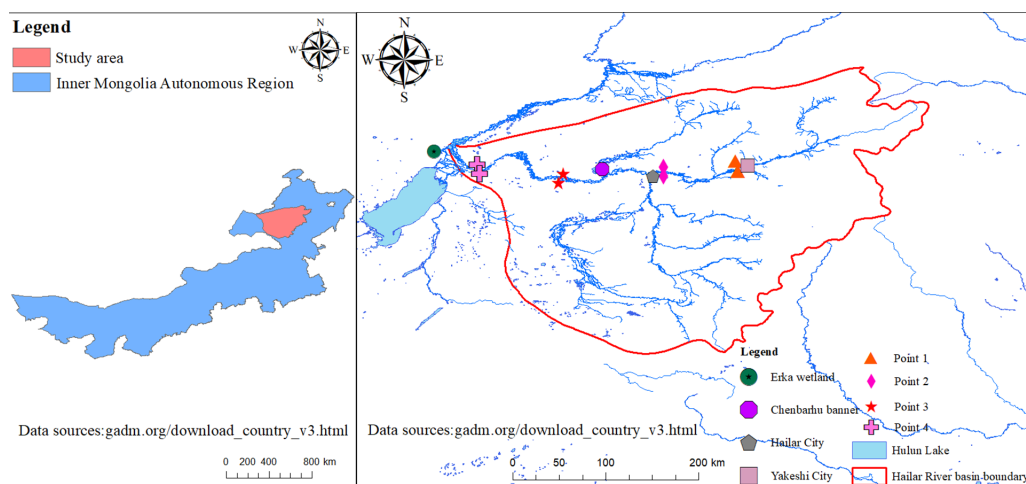 Legend
Study area
Inner Mongolia Autonomous Region
N
W E
S
Data sources:gadm.org/download_country_v3.html
0 200 400 800 km
N
W E
S
Legend
Erka wetland
Chenbarhu banner
Hailar City
Yakeshi City
Point 1
Point 2
Point 3
Point 4
Hulun Lake
Hailar River basin boundary
Data sources:gadm.org/download_country_v3.html
0 50 100 200 km